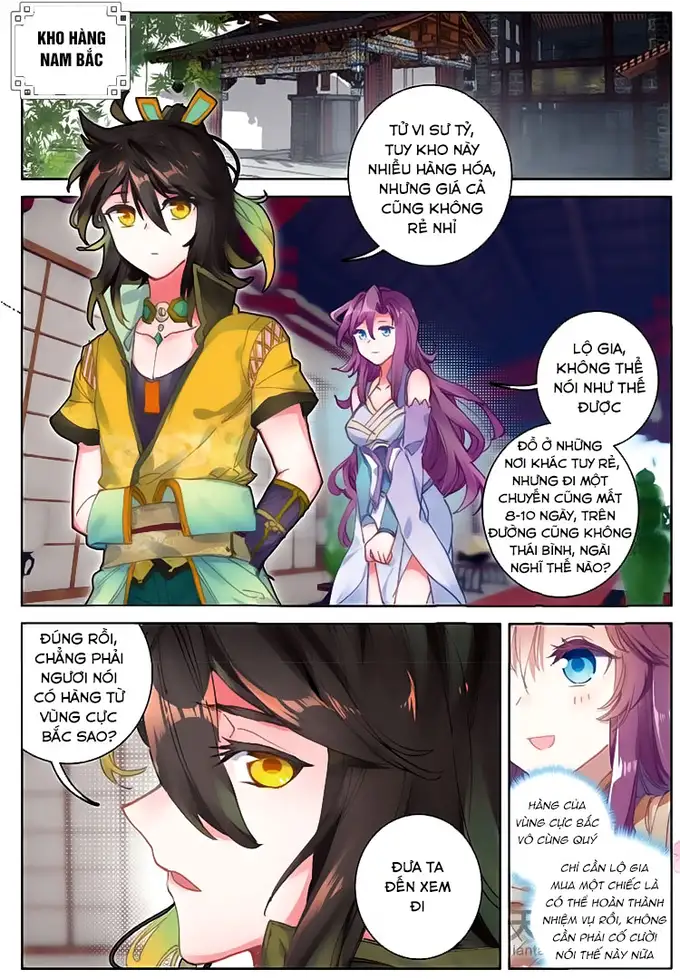 KHO HÀNG
NAM BẮC
TỬ VI SƯ TỶ,
TUY KHO NÀY
NHIỀU HÀNG HÓA,
NHƯNG GIÁ CẢ
CŨNG KHÔNG
RẺ NHỈ
LỘ GIA,
KHÔNG THỂ
NÓI NHƯ THẾ
ĐƯỢC
ĐỒ Ở NHỮNG
NƠI KHÁC TUY RẺ,
NHƯNG ĐI MỘT
CHUYẾN CŨNG MẤT
8-10 NGÀY, TRÊN
ĐƯỜNG CŨNG KHÔNG
THÁI BÌNH, NGÀI
NGHĨ THẾ NÀO?
ĐÚNG RỒI,
CHẲNG PHẢI
NGƯƠI NÓI
CÓ HÀNG TỪ
VÙNG CỰC
BẮC SAO?
ĐƯA TA
ĐẾN XEM
ĐI
HÀNG CỦA
VÙNG CỰC BẮC
VÔ CÙNG QUÝ
CHỈ CẦN LỘ GIA
MUA MỘT CHIẾC LÀ
CÓ THỂ HOÀN THÀNH
NHIỆM VỤ RỒI, KHÔNG
CẦN PHẢI CỐ CƯỜI
NÓI THẾ NÀY NỮA